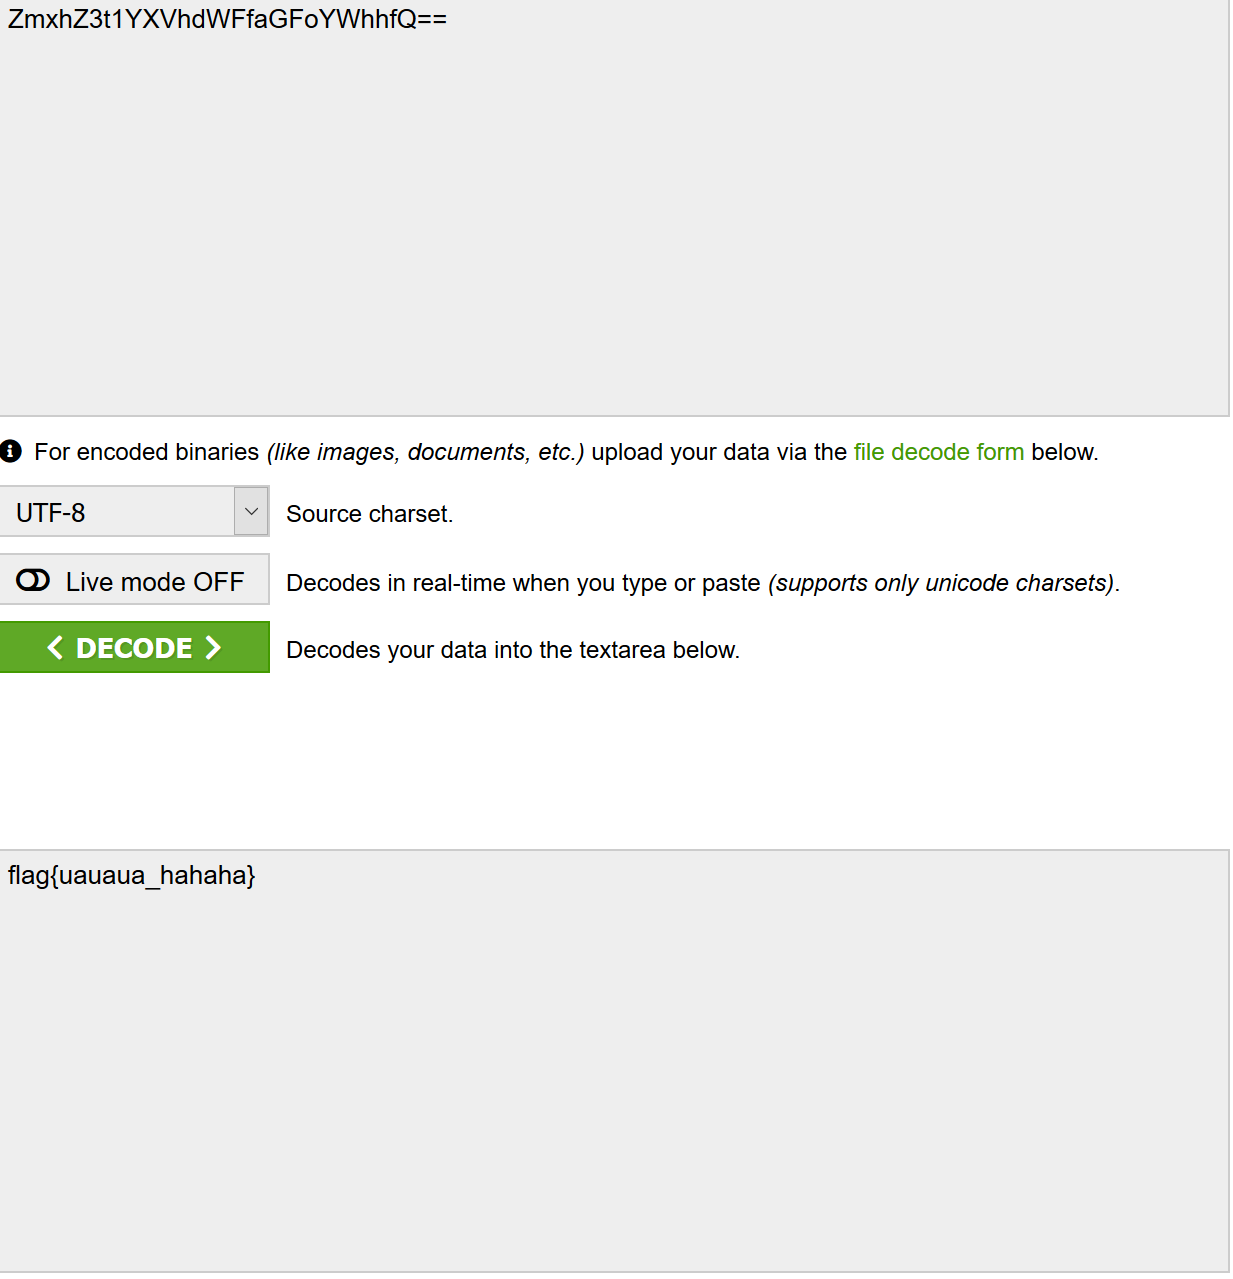 ZmxhZ3t1YXVhdWFfaGFoYWhhfQ==
For encoded binaries (like images, documents, etc.) upload your data via the file decode form below.
UTF-8 Source charset.
Live mode OFF Decodes in real-time when you type or paste (supports only unicode charsets).
< DECODE > Decodes your data into the textarea below.
flag{uauaua_hahaha}